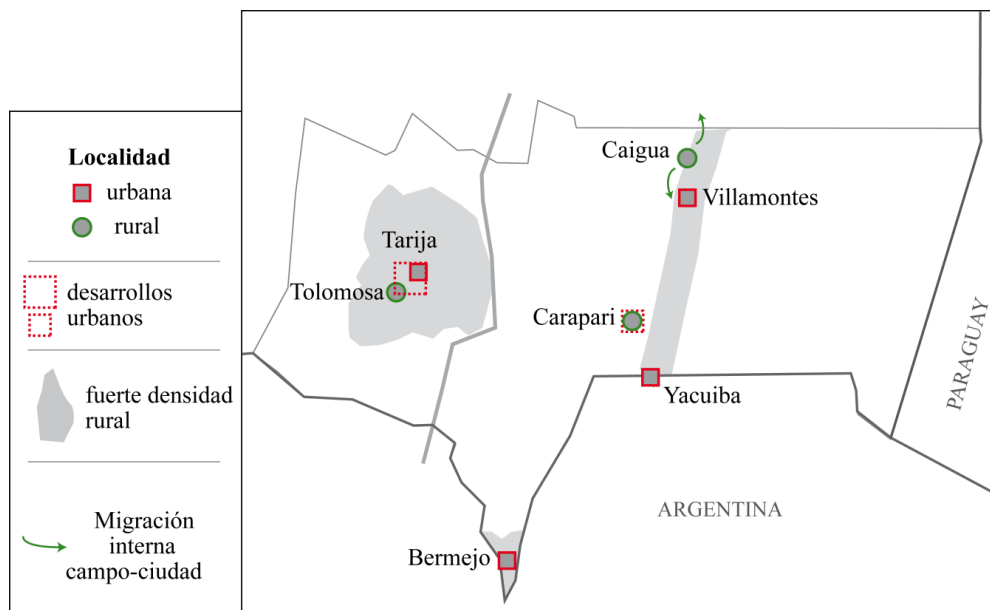 Localidad
urbana
rural
desarrollos
urbanos
fuerte densidad
rural
Migración
interna
campo-ciudad
Caigua
Villamontes
Tarija
Tolomosa
Carapari
Yacuiba
Bermejo
ARGENTINA
PARAGUAY